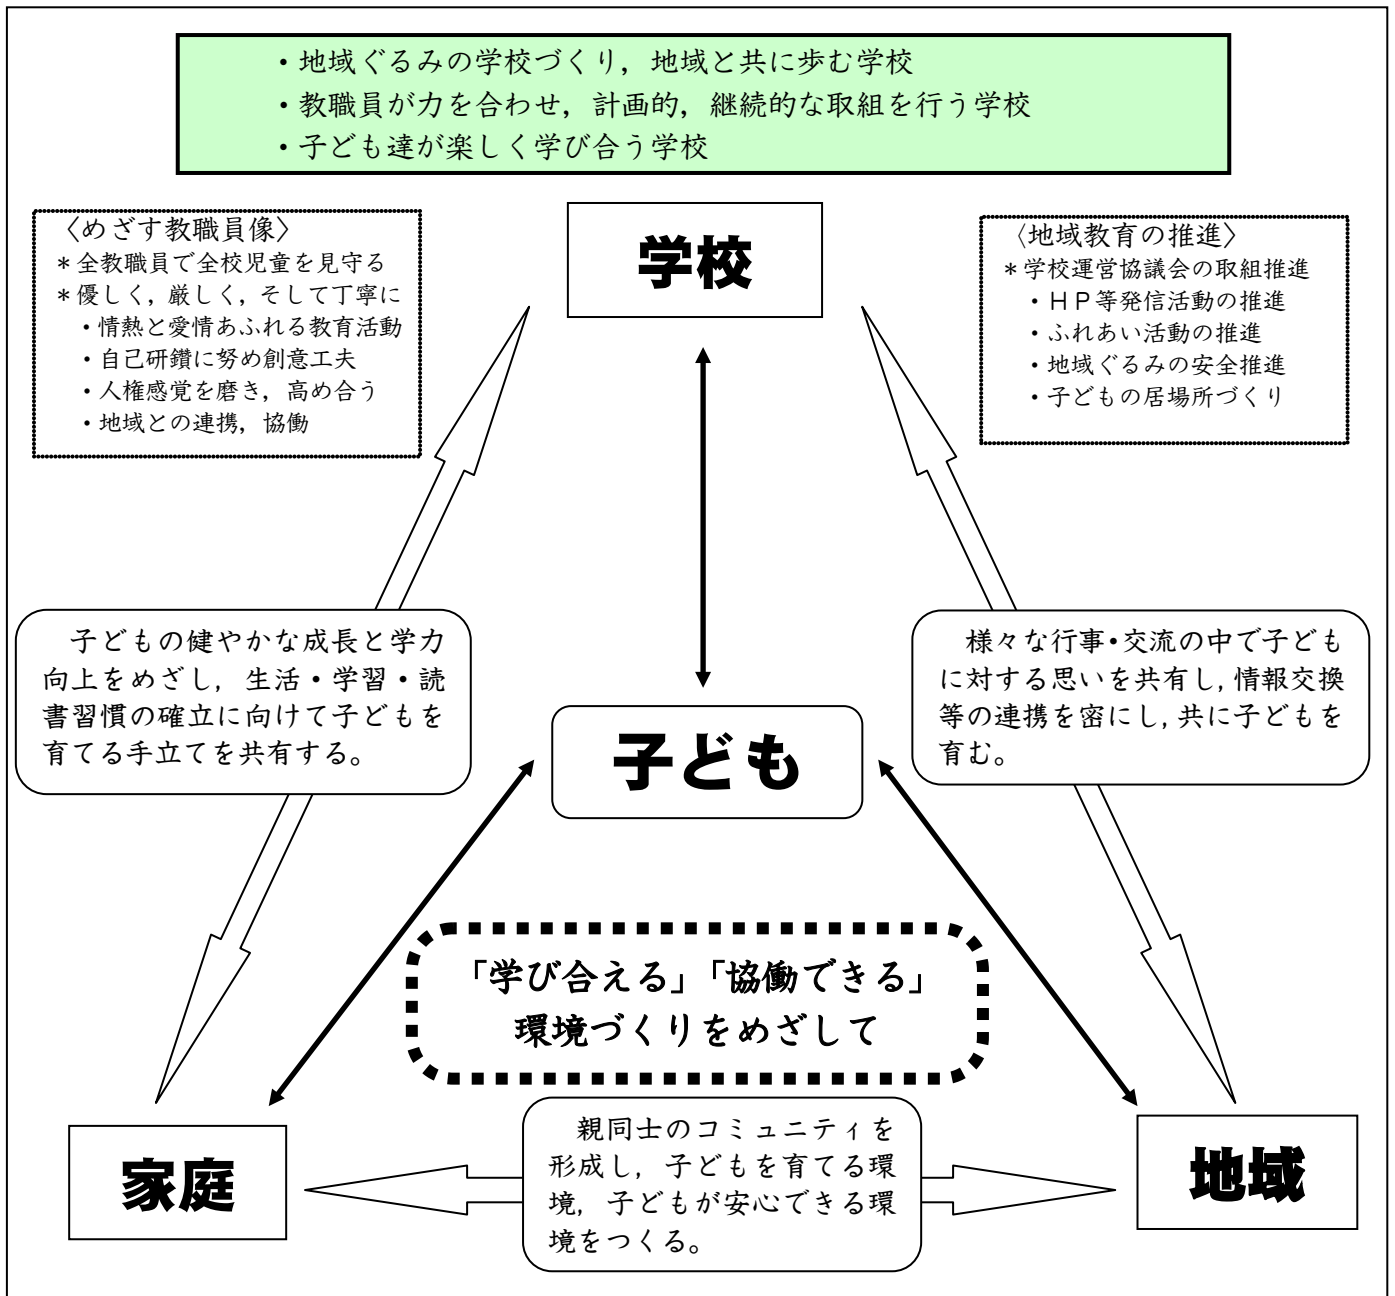 ・地域ぐるみの学校づくり，地域と共に歩む学校
・教職員が力を合わせ，計画的，継続的な取組を行う学校
・子ども達が楽しく学び合う学校
〈めざす教職員像〉
＊全教職員で全校児童を見守る
＊優しく，厳しく，そして丁寧に
・情熱と愛情あふれる教育活動
・自己研鑽に努め創意工夫
・人権感覚を磨き，高め合う
・地域との連携，協働
学校
〈地域教育の推進〉
＊学校運営協議会の取組推進
・ＨＰ等発信活動の推進
・ふれあい活動の推進
・地域ぐるみの安全推進
・子どもの居場所づくり
子どもの健やかな成長と学力
向上をめざし，生活・学習・読
書習慣の確立に向けて子どもを
育てる手立てを共有する。
子ども
様々な行事・交流の中で子ども
に対する思いを共有し，情報交換
等の連携を密にし，共に子どもを
育む。
「学び合える」「協働できる」
環境づくりをめざして
家庭
親同士のコミュニティを
形成し，子どもを育てる環
境，子どもが安心できる環
境をつくる。
地域